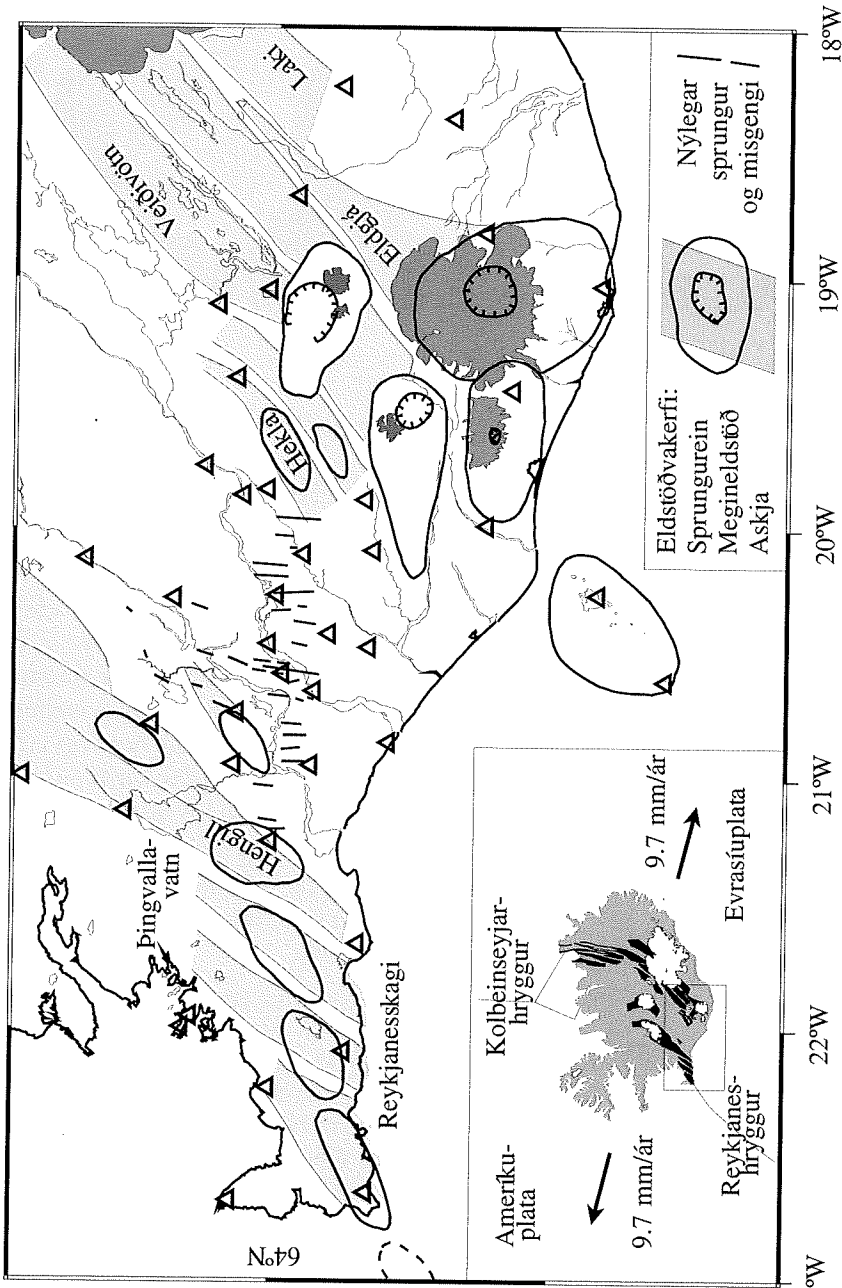 Laki
Veiðivötn
Eldgjá
Hekla
Hengill
Þingvalla-
vatn
Reykjanesskagi
64°N
Kolbeinseyjar-
hryggur
Ameríku-
plata
9.7 mm/ár
9.7 mm/ár
Evrasíuplata
Reykjanes-
hryggur
Eldstöðvakerfi:
Sprungurein
Megineldstöð
Askja
Nýlegar
sprungur
og misgengi
22°W
21°W
20°W
19°W
18°W